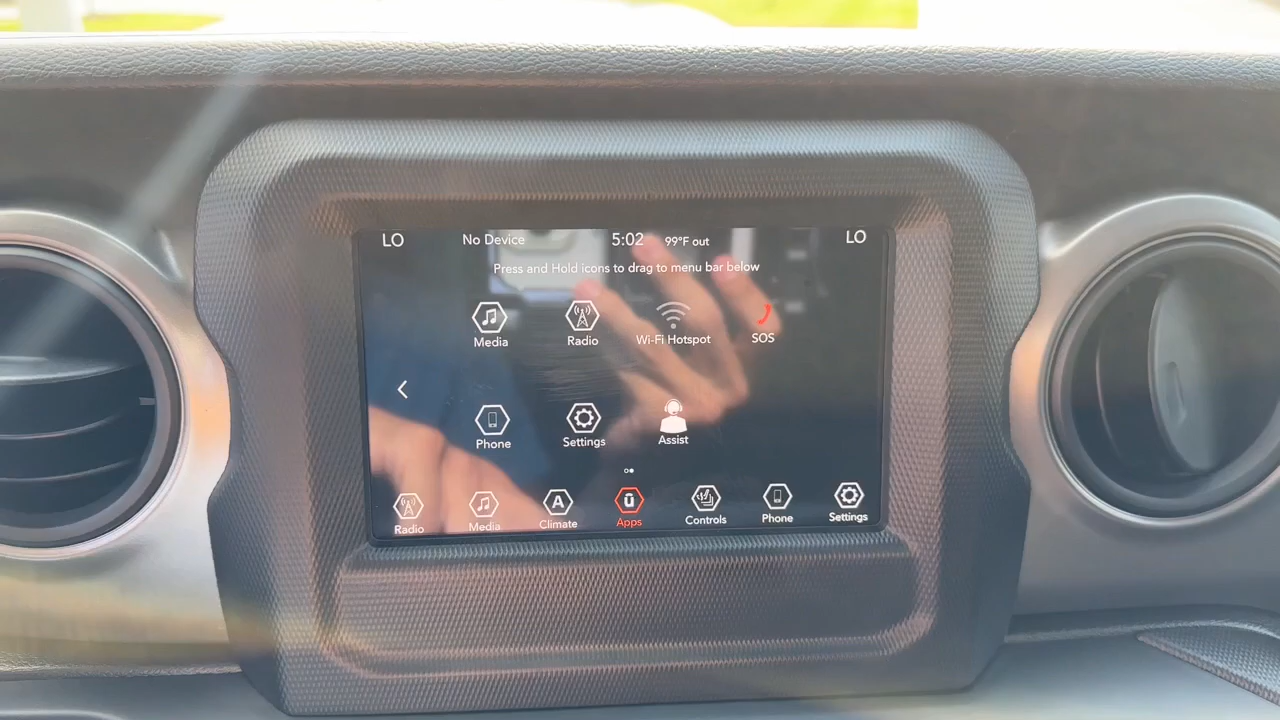 LO No Device 5:02 99°F out LO
Press and Hold icons to drag to menu bar below
Media Radio Wi-Fi Hotspot SOS
Phone Settings Assist
Radio Media Climate Apps Controls Phone Settings